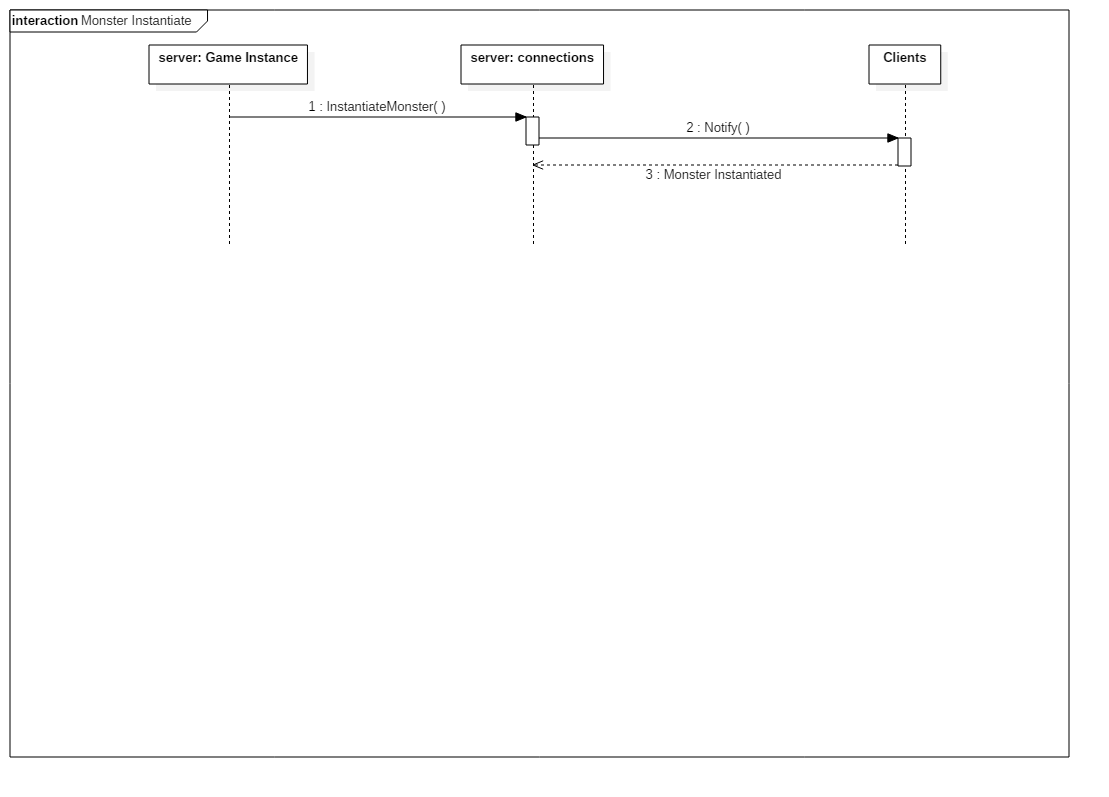 interaction Monster Instantiate
server: Game Instance
server: connections
Clients
1 : InstantiateMonster( )
2 : Notify( )
3 : Monster Instantiated